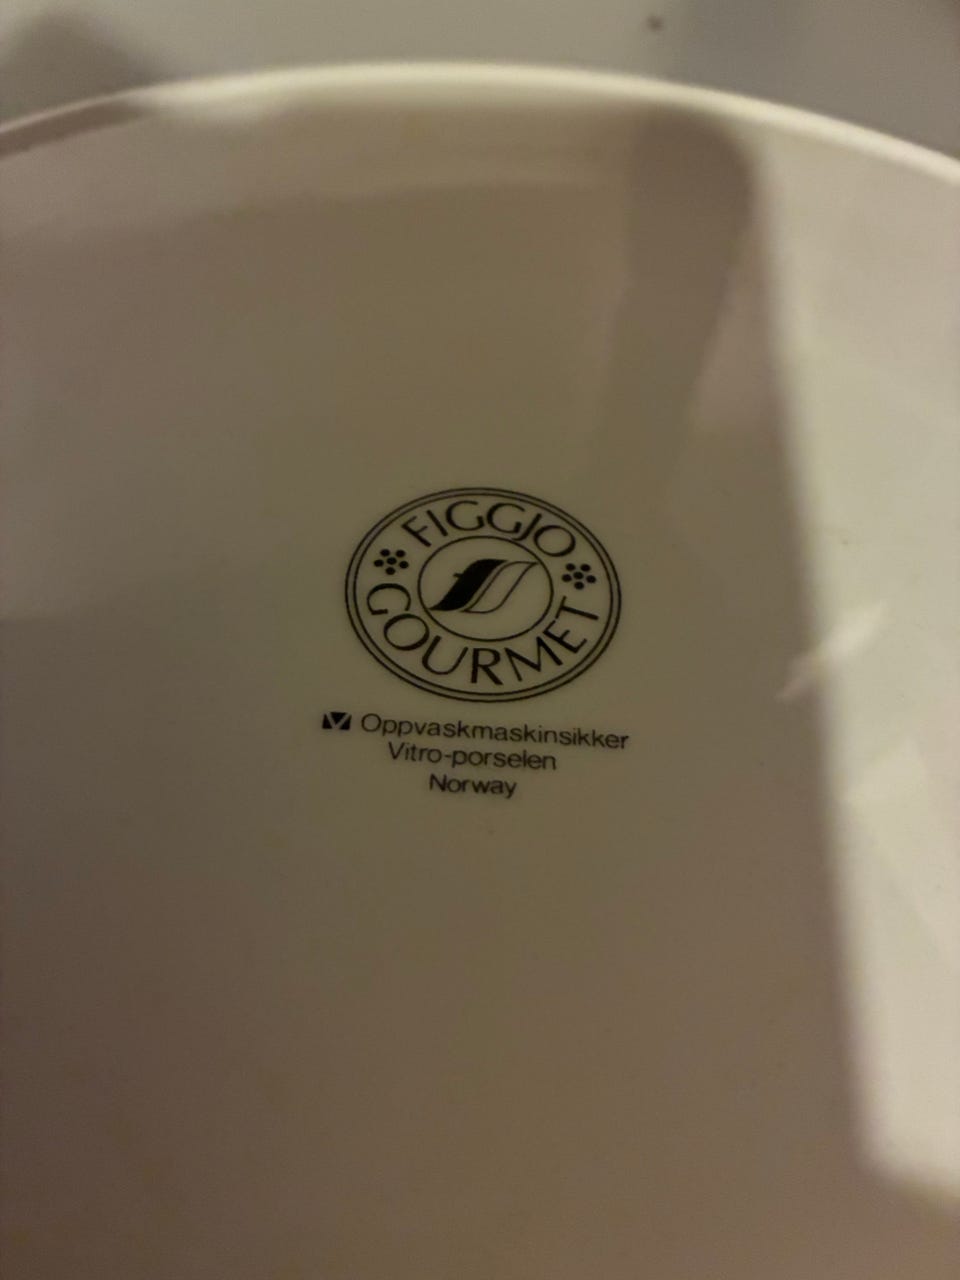 FIGGJO
GOURMET
Oppvaskmaskinsikker
Vitro-porselen
Norway